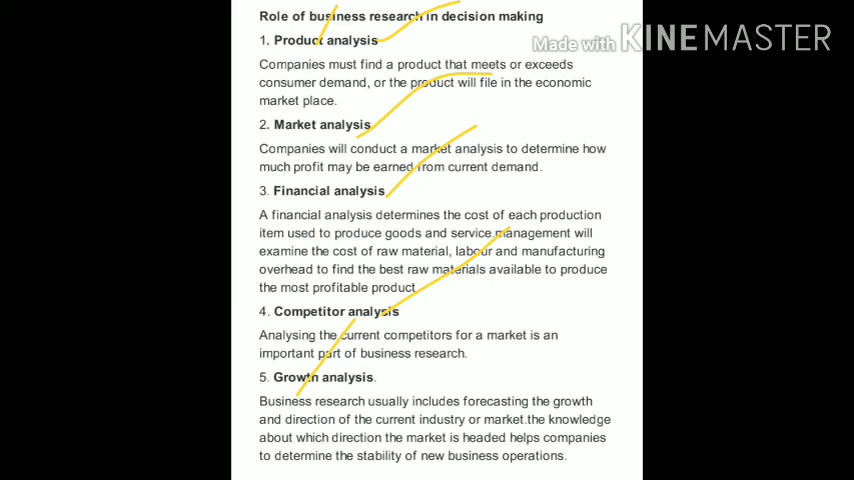 Role of business research in decision making
Made with KINEMASTER
1. Product analysis
Companies must find a product that meets or exceeds
consumer demand, or the product will file in the economic
market place.
2. Market analysis
Companies will conduct a market analysis to determine how
much profit may be earned from current demand.
3. Financial analysis
A financial analysis determines the cost of each production
item used to produce goods and service.management will
examine the cost of raw material, labour and manufacturing
overhead to find the best raw materials available to produce
the most profitable product
4. Competitor analysis
Analysing the current competitors for a market is an
important part of business research.
5. Growth analysis.
Business research usually includes forecasting the growth
and direction of the current industry or market.the knowledge
about which direction the market is headed helps companies
to determine the stability of new business operations.